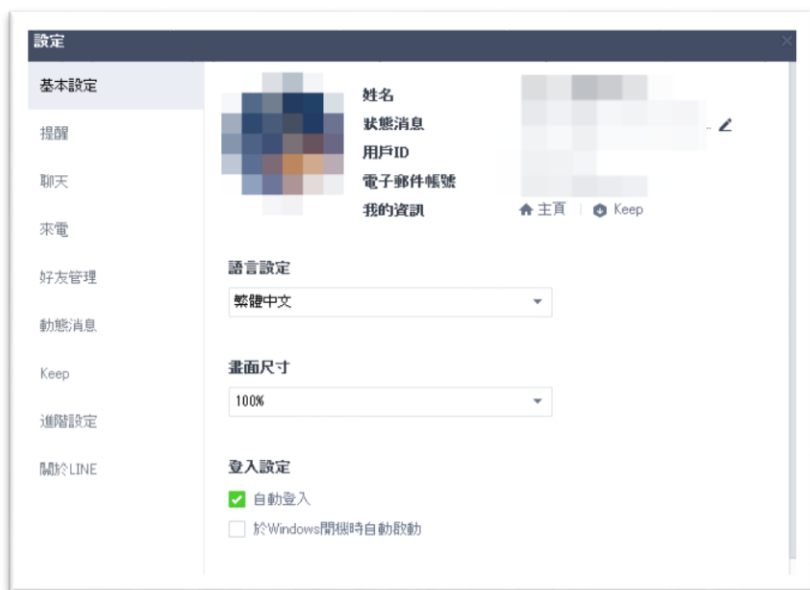 設定
基本設定
提醒
聊天
來電
好友管理
動態消息
Keep
進階設定
關於LINE
姓名
狀態消息
用戶ID
電子郵件帳號
我的資訊
主頁
Keep
語言設定
繁體中文
畫面尺寸
100%
登入設定
自動登入
於Windows開機時自動啟動